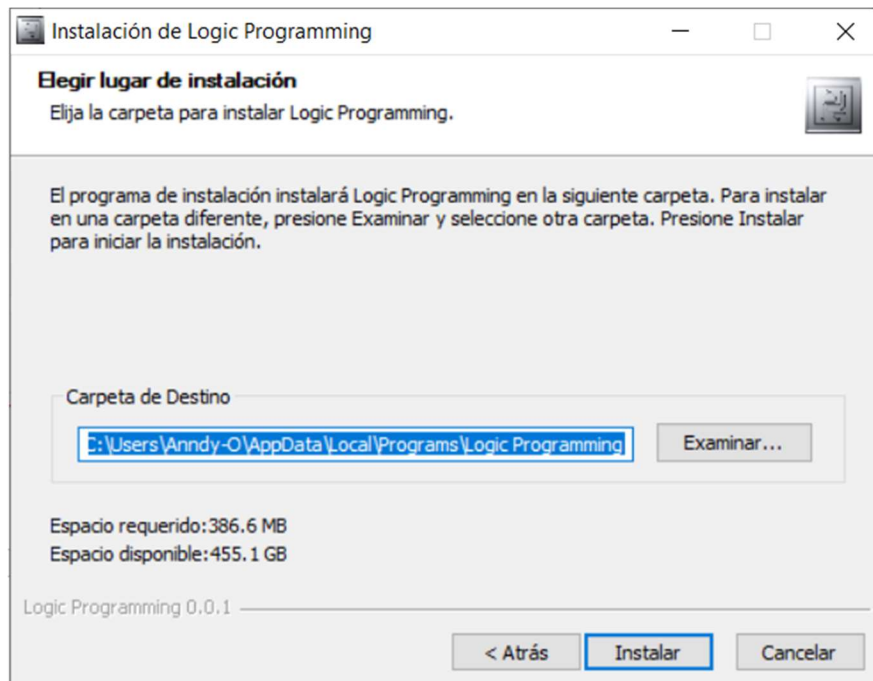 Instalación de Logic Programming
Elegir lugar de instalación
Elija la carpeta para instalar Logic Programming.
El programa de instalación instalará Logic Programming en la siguiente carpeta. Para instalar
en una carpeta diferente, presione Examinar y seleccione otra carpeta. Presione Instalar
para iniciar la instalación.
Carpeta de Destino
C:\Users\Anndy-O\AppData\Local\Programs\Logic Programming
Examinar...
Espacio requerido:386.6 MB
Espacio disponible:455.1 GB
Logic Programming 0.0.1
< Atrás
Instalar
Cancelar